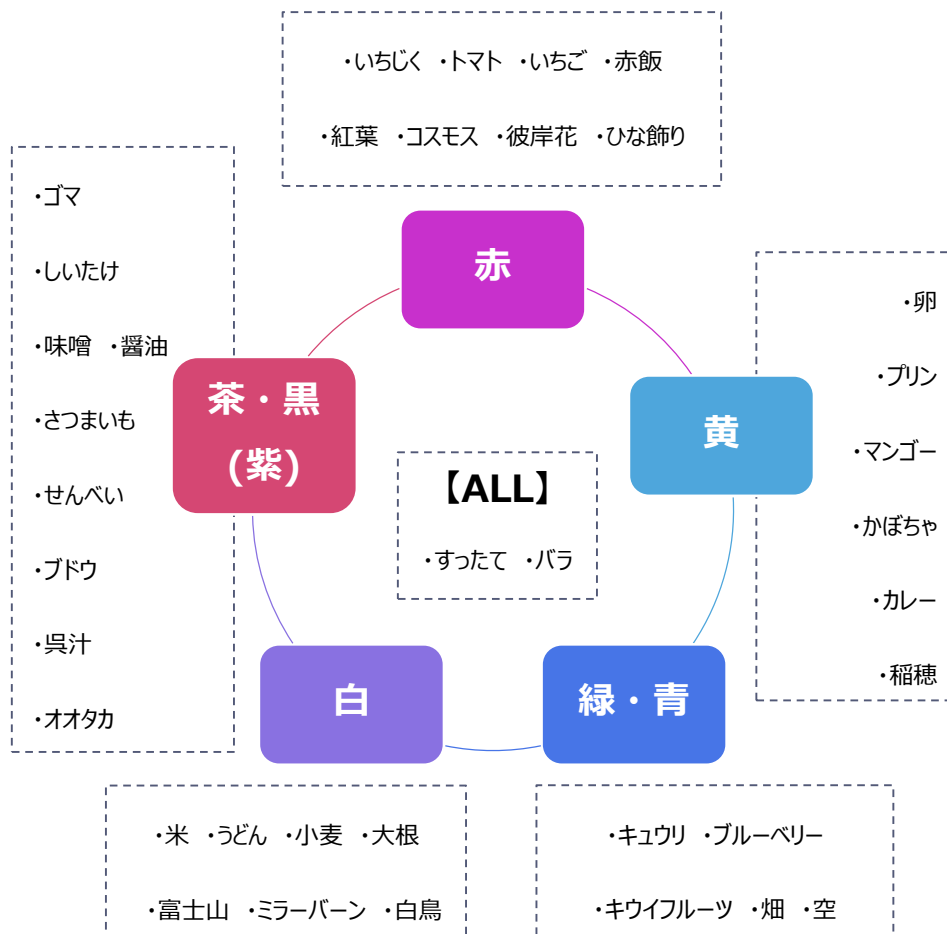 ・いちじく ・トマト ・いちご ・赤飯
・紅葉 ・コスモス ・彼岸花 ・ひな飾り
赤
・ゴマ
・しいたけ
・味噌 ・醤油
・さつまいも
・せんべい
・ブドウ
・呉汁
・オオタカ
茶・黒
(紫)
・卵
・プリン
・マンゴー
・かぼちゃ
・カレー
・稲穂
黄
【ALL】
・すったて ・バラ
白
緑・青
・米 ・うどん ・小麦 ・大根
・富士山 ・ミラーバーン ・白鳥
・キュウリ ・ブルーベリー
・キウイフルーツ ・畑 ・空